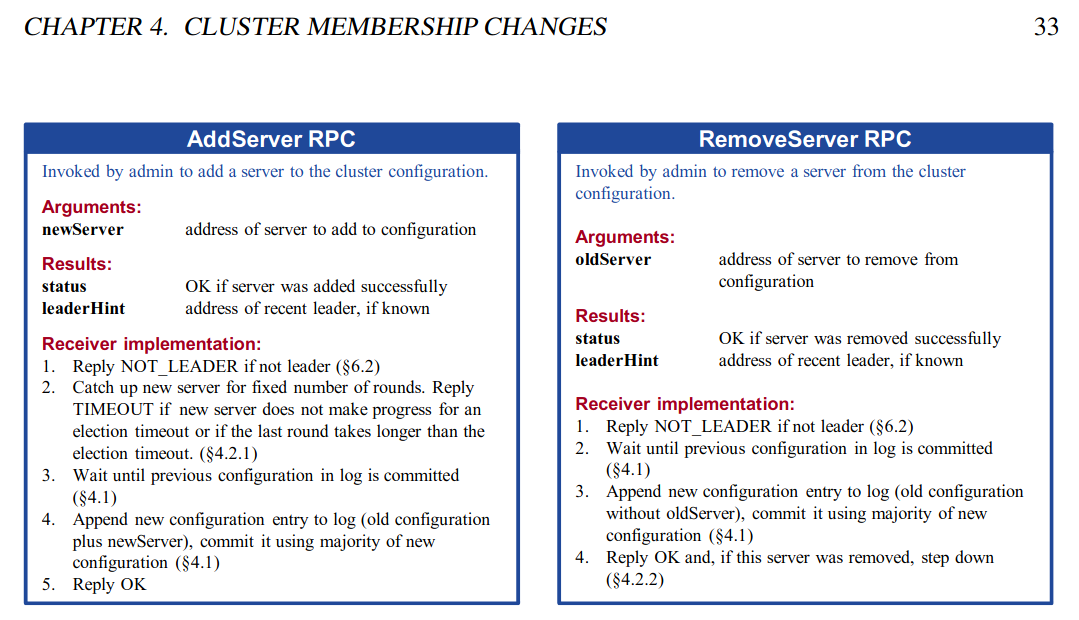 CHAPTER 4. CLUSTER MEMBERSHIP CHANGES 33
AddServer RPC
Invoked by admin to add a server to the cluster configuration.
Arguments:
newServer address of server to add to configuration
Results:
status OK if server was added successfully
leaderHint address of recent leader, if known
Receiver implementation:
1. Reply NOT_LEADER if not leader (§6.2)
2. Catch up new server for fixed number of rounds. Reply
TIMEOUT if new server does not make progress for an
election timeout or if the last round takes longer than the
election timeout. (§4.2.1)
3. Wait until previous configuration in log is committed
(§4.1)
4. Append new configuration entry to log (old configuration
plus newServer), commit it using majority of new
configuration (§4.1)
5. Reply OK
RemoveServer RPC
Invoked by admin to remove a server from the cluster
configuration.
Arguments:
oldServer address of server to remove from
configuration
Results:
status OK if server was removed successfully
leaderHint address of recent leader, if known
Receiver implementation:
1. Reply NOT_LEADER if not leader (§6.2)
2. Wait until previous configuration in log is committed
(§4.1)
3. Append new configuration entry to log (old configuration
without oldServer), commit it using majority of new
configuration (§4.1)
4. Reply OK and, if this server was removed, step down
(§4.2.2)